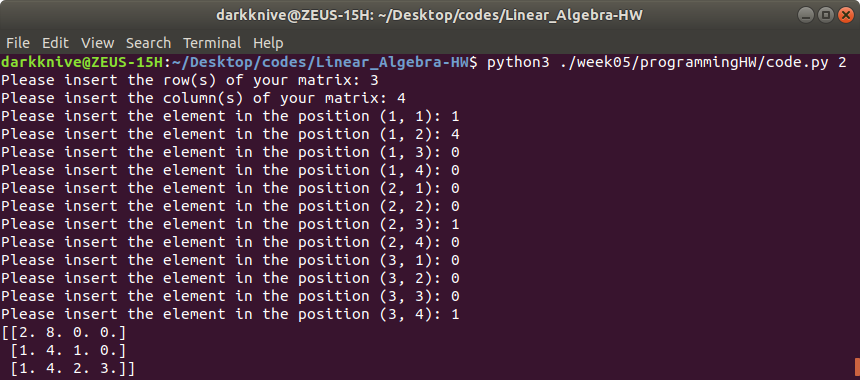 darkknive@ZEUS-15H: ~/Desktop/codes/Linear_Algebra-HW
File Edit View Search Terminal Help
darkknive@ZEUS-15H:~/Desktop/codes/Linear_Algebra-HW$ python3 ./week05/programmingHW/code.py 2
Please insert the row(s) of your matrix: 3
Please insert the column(s) of your matrix: 4
Please insert the element in the position (1, 1): 1
Please insert the element in the position (1, 2): 4
Please insert the element in the position (1, 3): 0
Please insert the element in the position (1, 4): 0
Please insert the element in the position (2, 1): 0
Please insert the element in the position (2, 2): 0
Please insert the element in the position (2, 3): 1
Please insert the element in the position (2, 4): 0
Please insert the element in the position (3, 1): 0
Please insert the element in the position (3, 2): 0
Please insert the element in the position (3, 3): 0
Please insert the element in the position (3, 4): 1
[[2. 8. 0. 0.]
 [1. 4. 1. 0.]
 [1. 4. 2. 3.]]